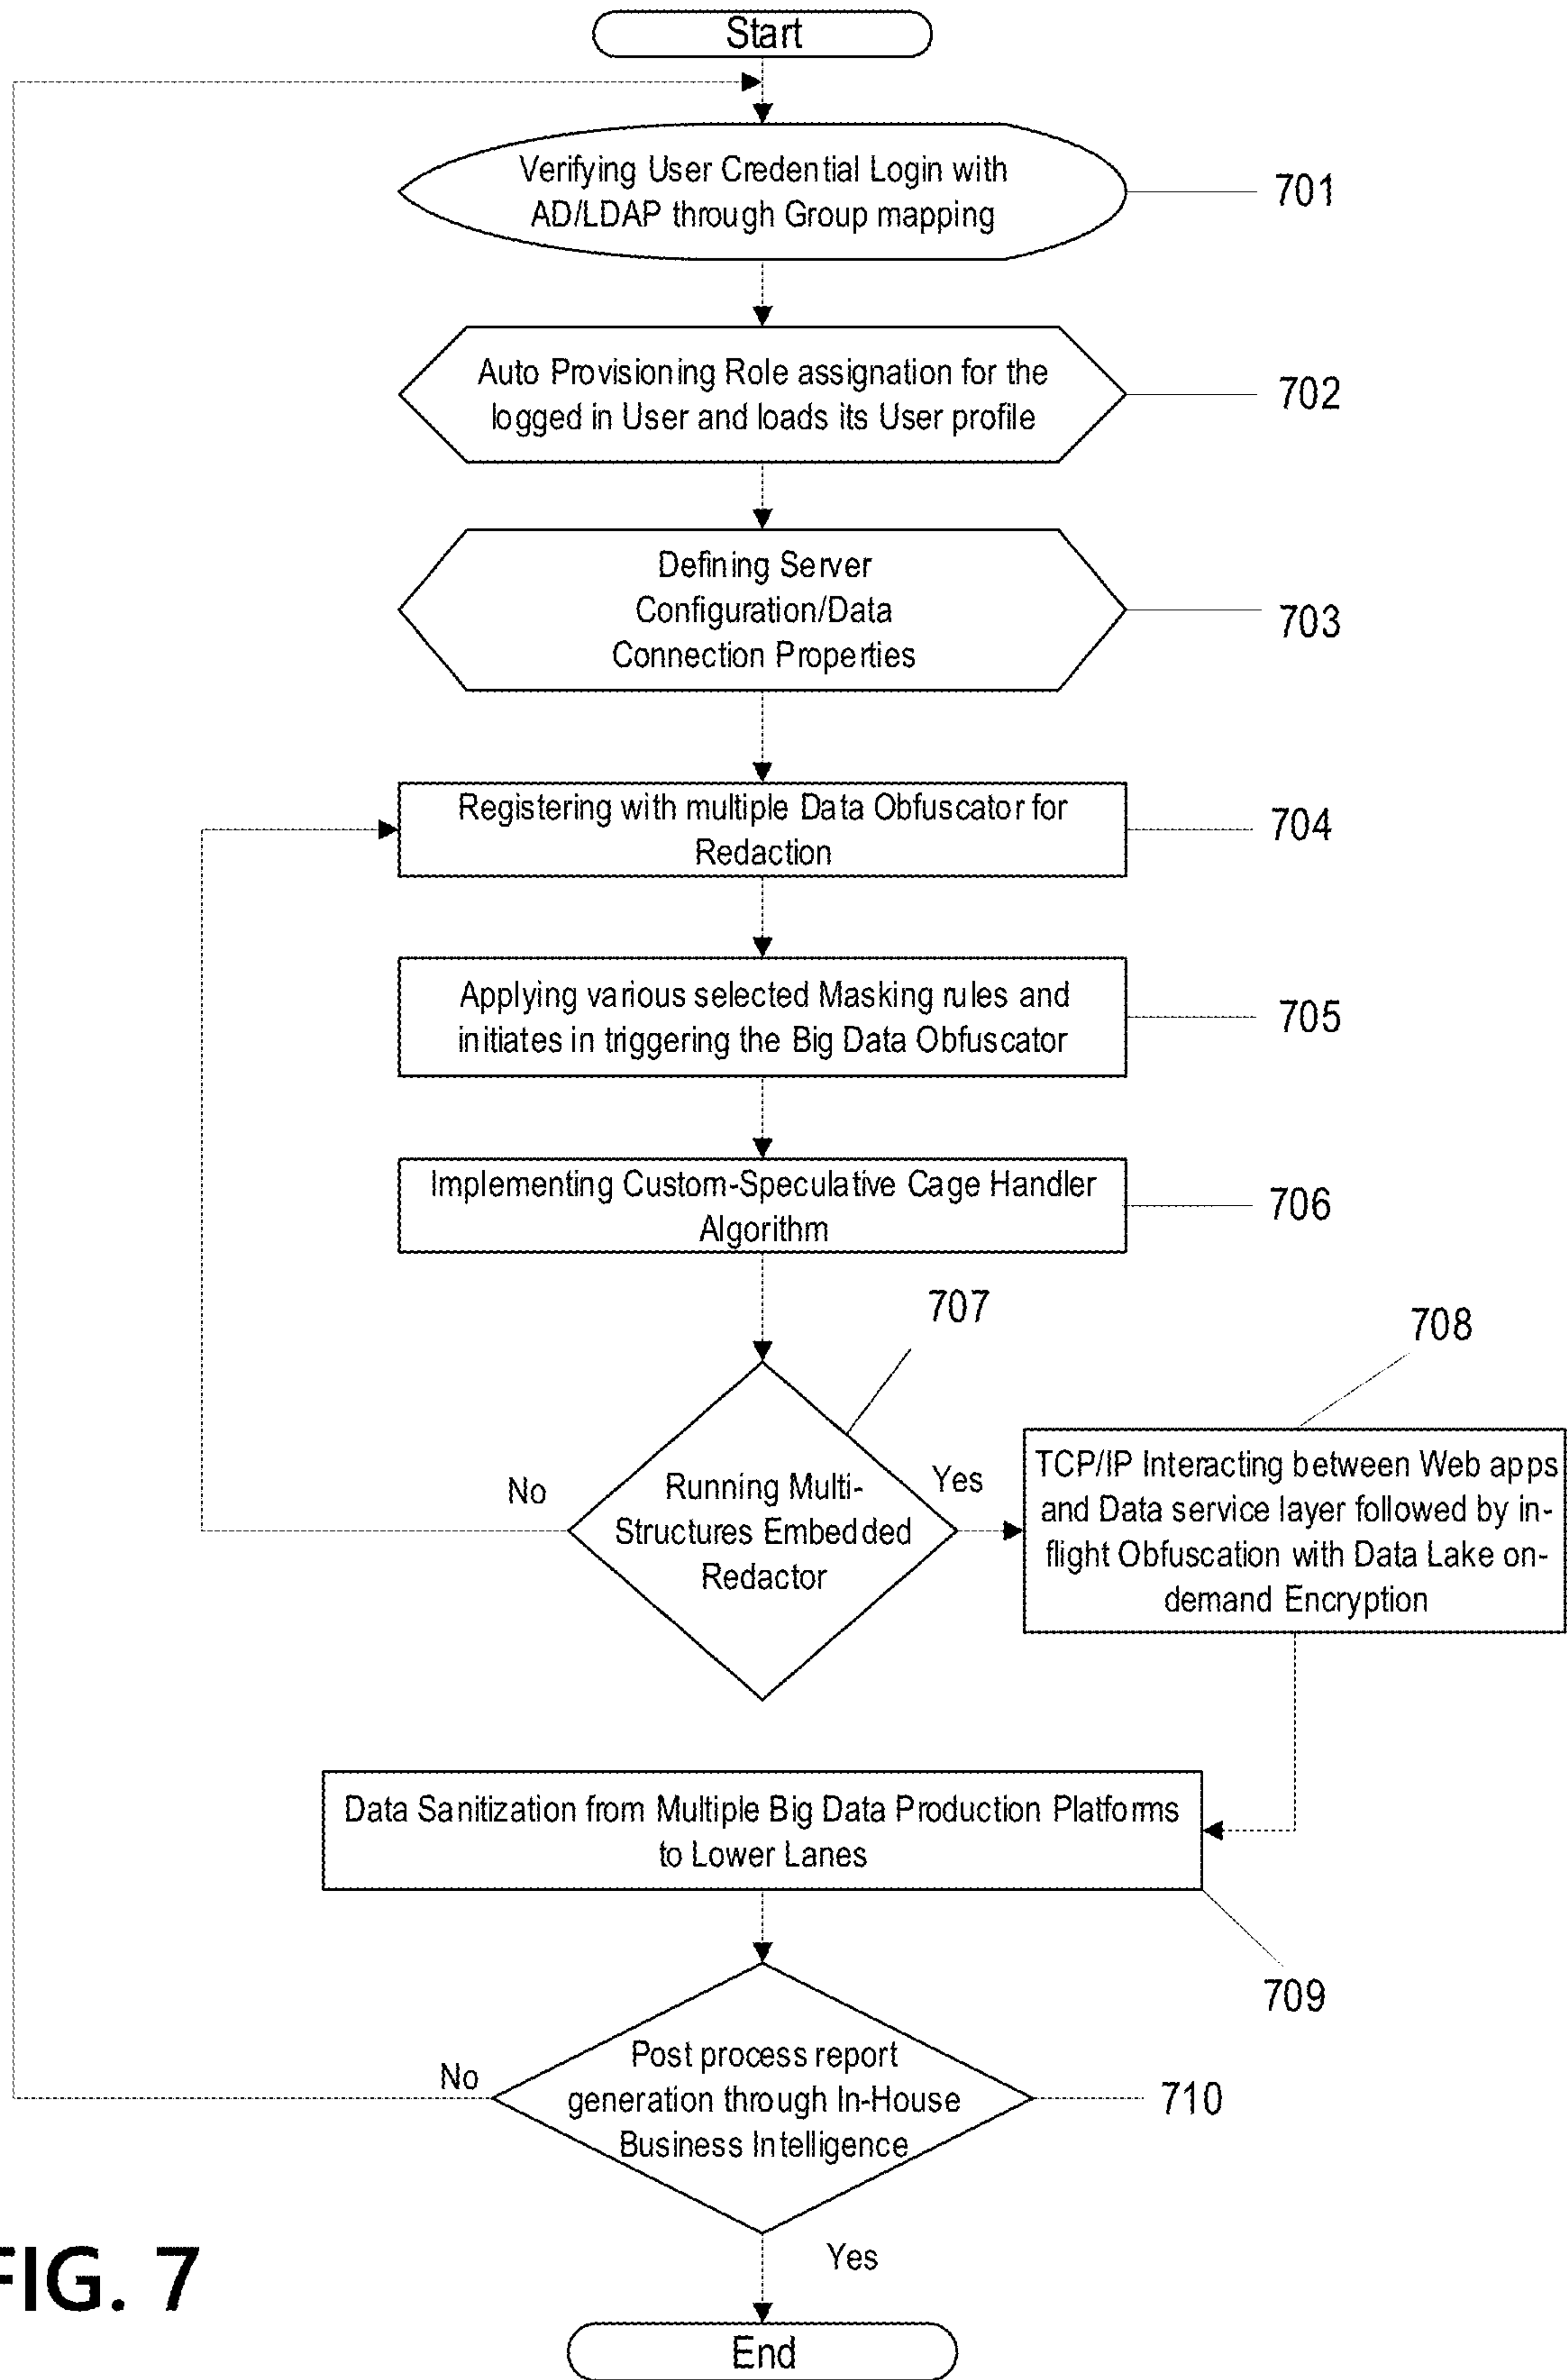 Start
Verifying User Credential Login with
AD/LDAP through Group mapping
701
Auto Provisioning Role assignation for the
logged in User and loads its User profile
702
Defining Server
Configuration/Data
Connection Properties
703
Registering with multiple Data Obfuscator for
Redaction
704
Applying various selected Masking rules and
initiates in triggering the Big Data Obfuscator
705
Implementing Custom-Speculative Cage Handler
Algorithm
706
707
708
No
Running Multi-
Structures Embedded
Redactor
Yes
TCP/IP Interacting between Web apps
and Data service layer followed by in-
flight Obfuscation with Data Lake on-
demand Encryption
Data Sanitization from Multiple Big Data Production Platforms
to Lower Lanes
709
No
Post process report
generation through In-House
Business Intelligence
710
Yes
FIG. 7
End